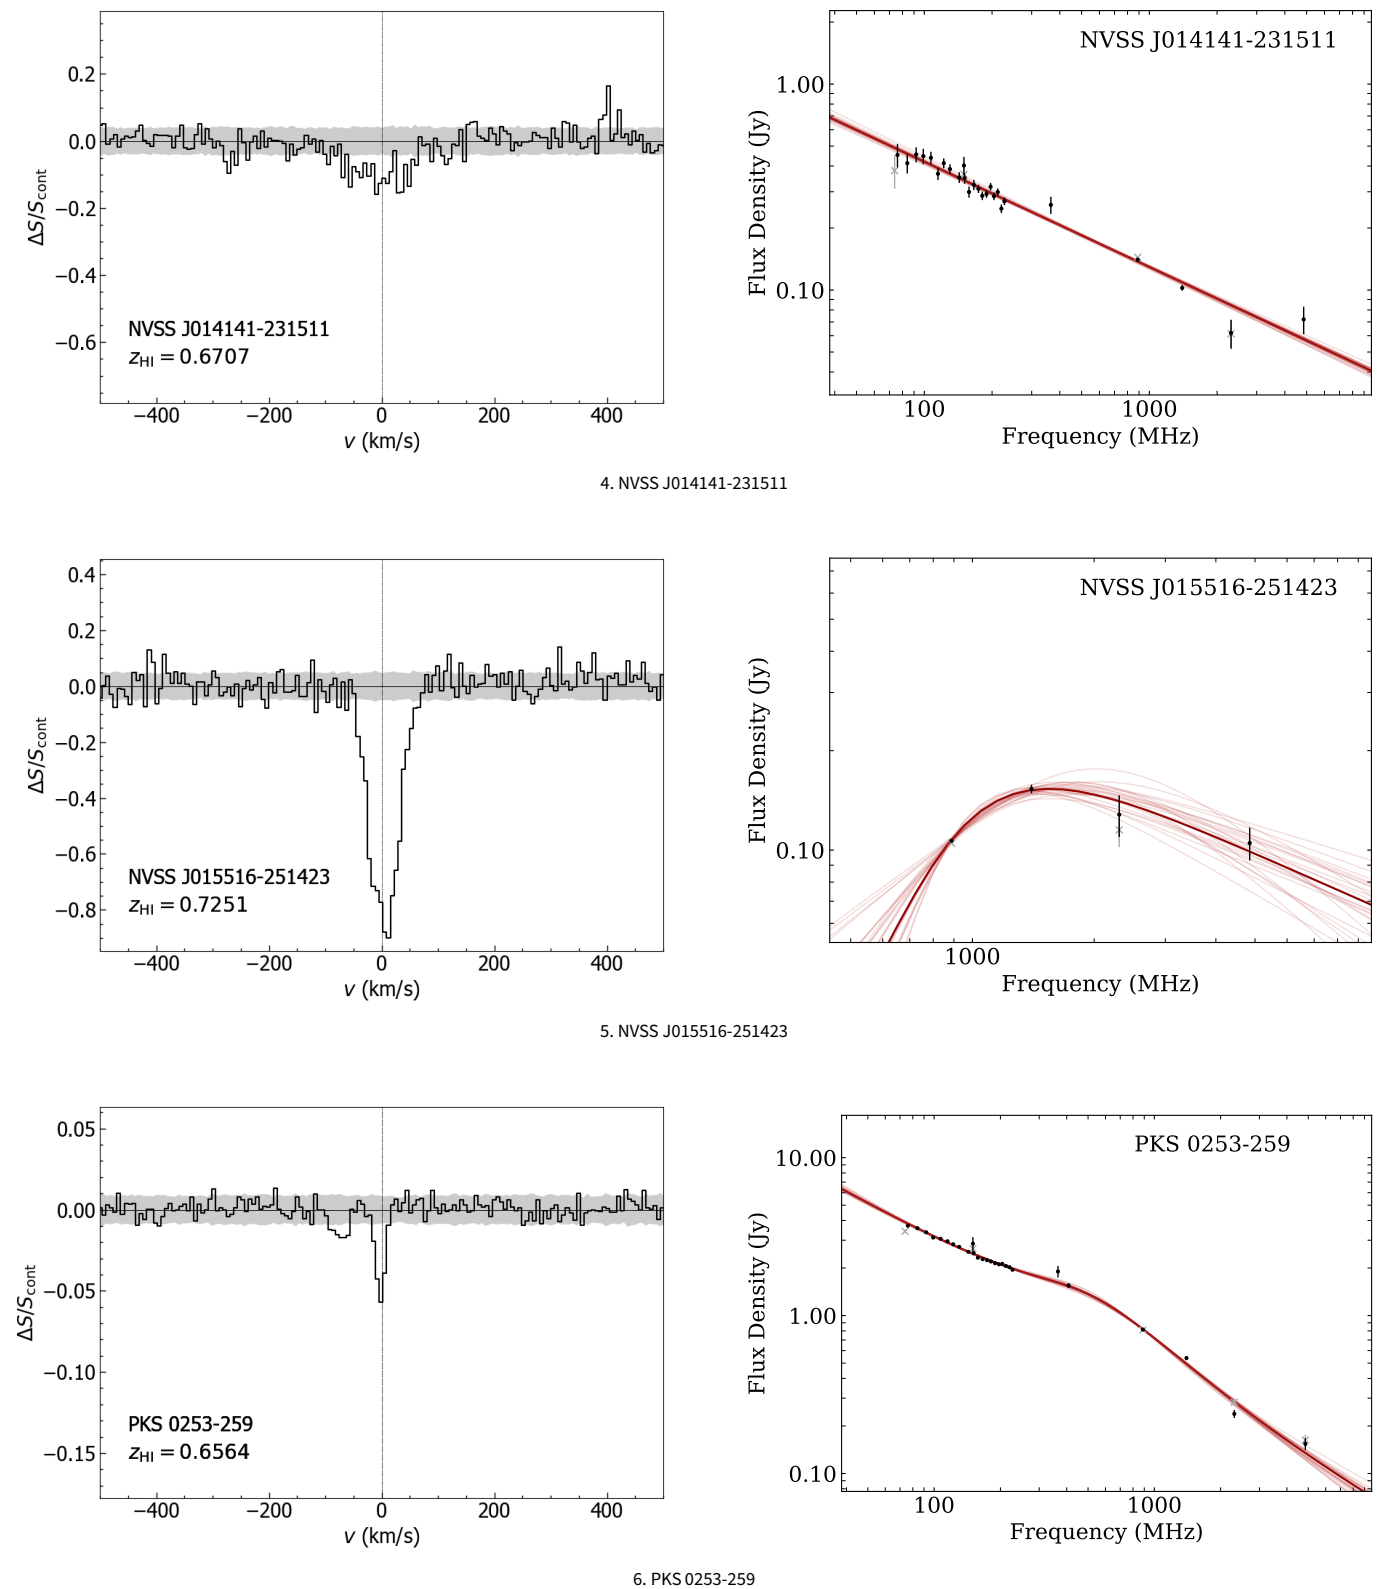 0.2
0.0
−0.2
−0.4
−0.6
ΔS/S_cont
NVSS J014141-231511
z_HI = 0.6707
−400 −200 0 200 400
v (km/s)
NVSS J014141-231511
1.00
0.10
Flux Density (Jy)
100 1000
Frequency (MHz)
4. NVSS J014141-231511
0.4
0.2
0.0
−0.2
−0.4
−0.6
−0.8
ΔS/S_cont
NVSS J015516-251423
z_HI = 0.7251
−400 −200 0 200 400
v (km/s)
NVSS J015516-251423
0.10
Flux Density (Jy)
1000
Frequency (MHz)
5. NVSS J015516-251423
0.05
0.00
−0.05
−0.10
−0.15
ΔS/S_cont
PKS 0253-259
z_HI = 0.6564
−400 −200 0 200 400
v (km/s)
PKS 0253-259
10.00
1.00
0.10
Flux Density (Jy)
100 1000
Frequency (MHz)
6. PKS 0253-259